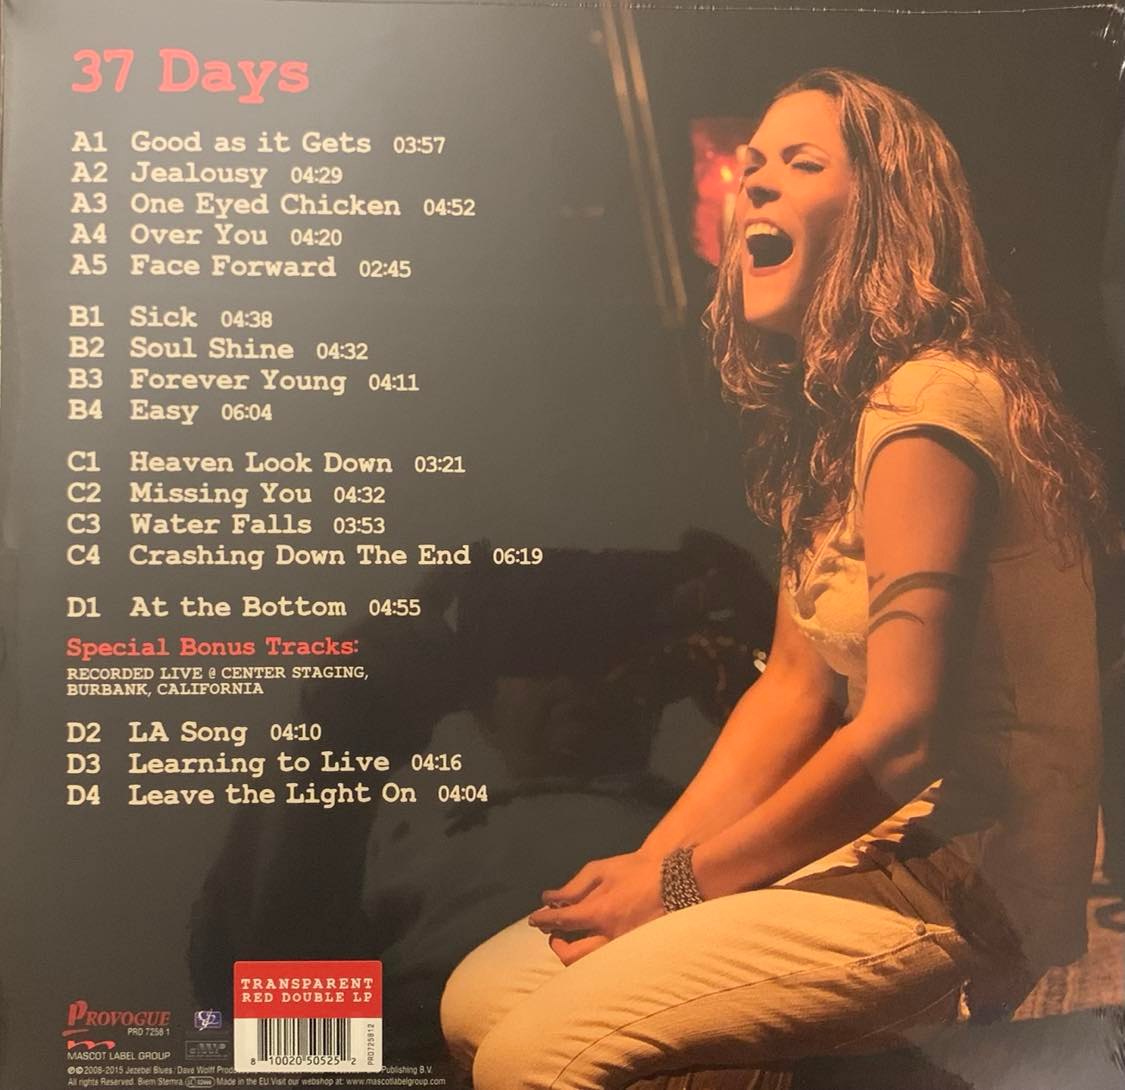 37 Days
A1 Good as it Gets 03:57
A2 Jealousy 04:29
A3 One Eyed Chicken 04:52
A4 Over You 04:20
A5 Face Forward 02:45
B1 Sick 04:38
B2 Soul Shine 04:32
B3 Forever Young 04:11
B4 Easy 06:04
C1 Heaven Look Down 03:21
C2 Missing You 04:32
C3 Water Falls 03:53
C4 Crashing Down The End 06:19
D1 At the Bottom 04:55
Special Bonus Tracks:
RECORDED LIVE @ CENTER STAGING,
BURBANK, CALIFORNIA
D2 LA Song 04:10
D3 Learning to Live 04:16
D4 Leave the Light On 04:04
TRANSPARENT
RED DOUBLE LP
PROVOGUE
PRD 7258 1
MASCOT LABEL GROUP
8 10020 50525 2
PRD725812
℗© 2008-2015 Jezebel Blues / Dave Wolff Publishing B.V.
All rights Reserved. Biem Stemra Made in the EU. Visit our webshop at: www.mascotlabelgroup.com